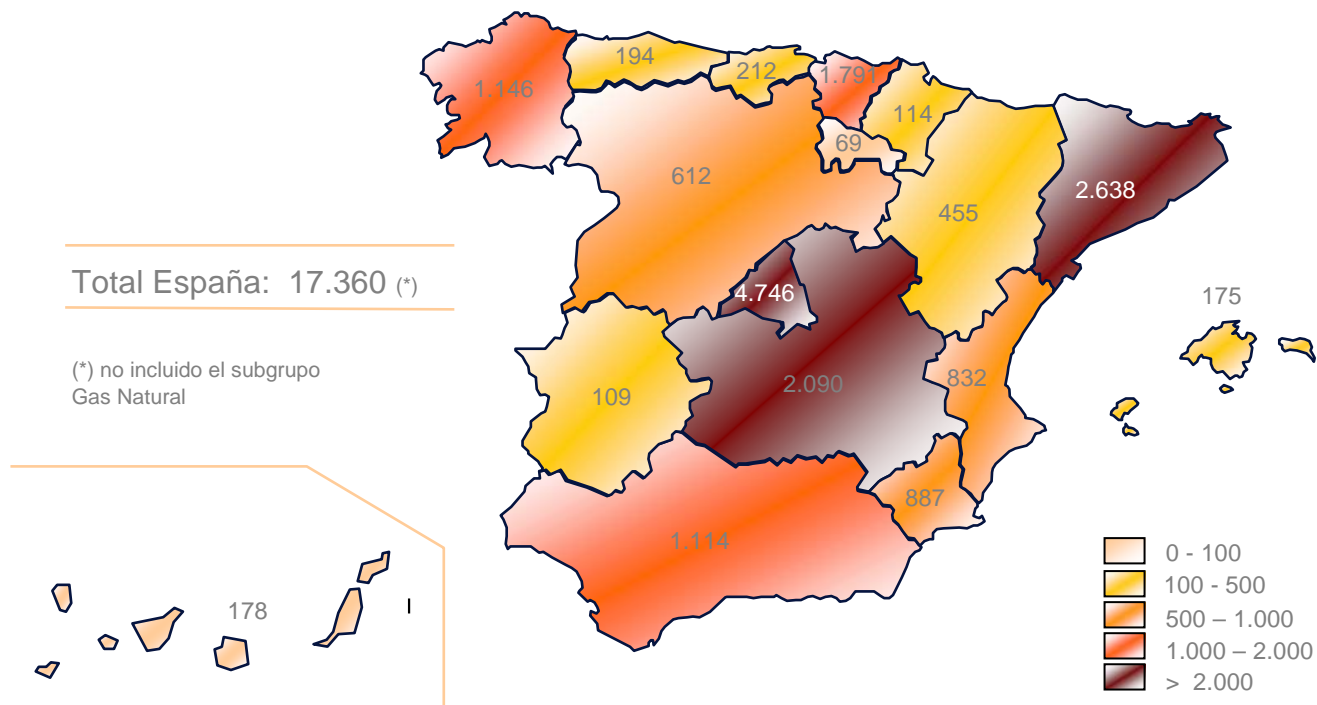 194
212
1.791
1.146
114
69
612
2.638
455
Total España: 17.360 (*)
4.746
175
(*) no incluido el subgrupo
Gas Natural
2.090
832
109
887
1.114
0 - 100
100 - 500
500 – 1.000
1.000 – 2.000
> 2.000
178